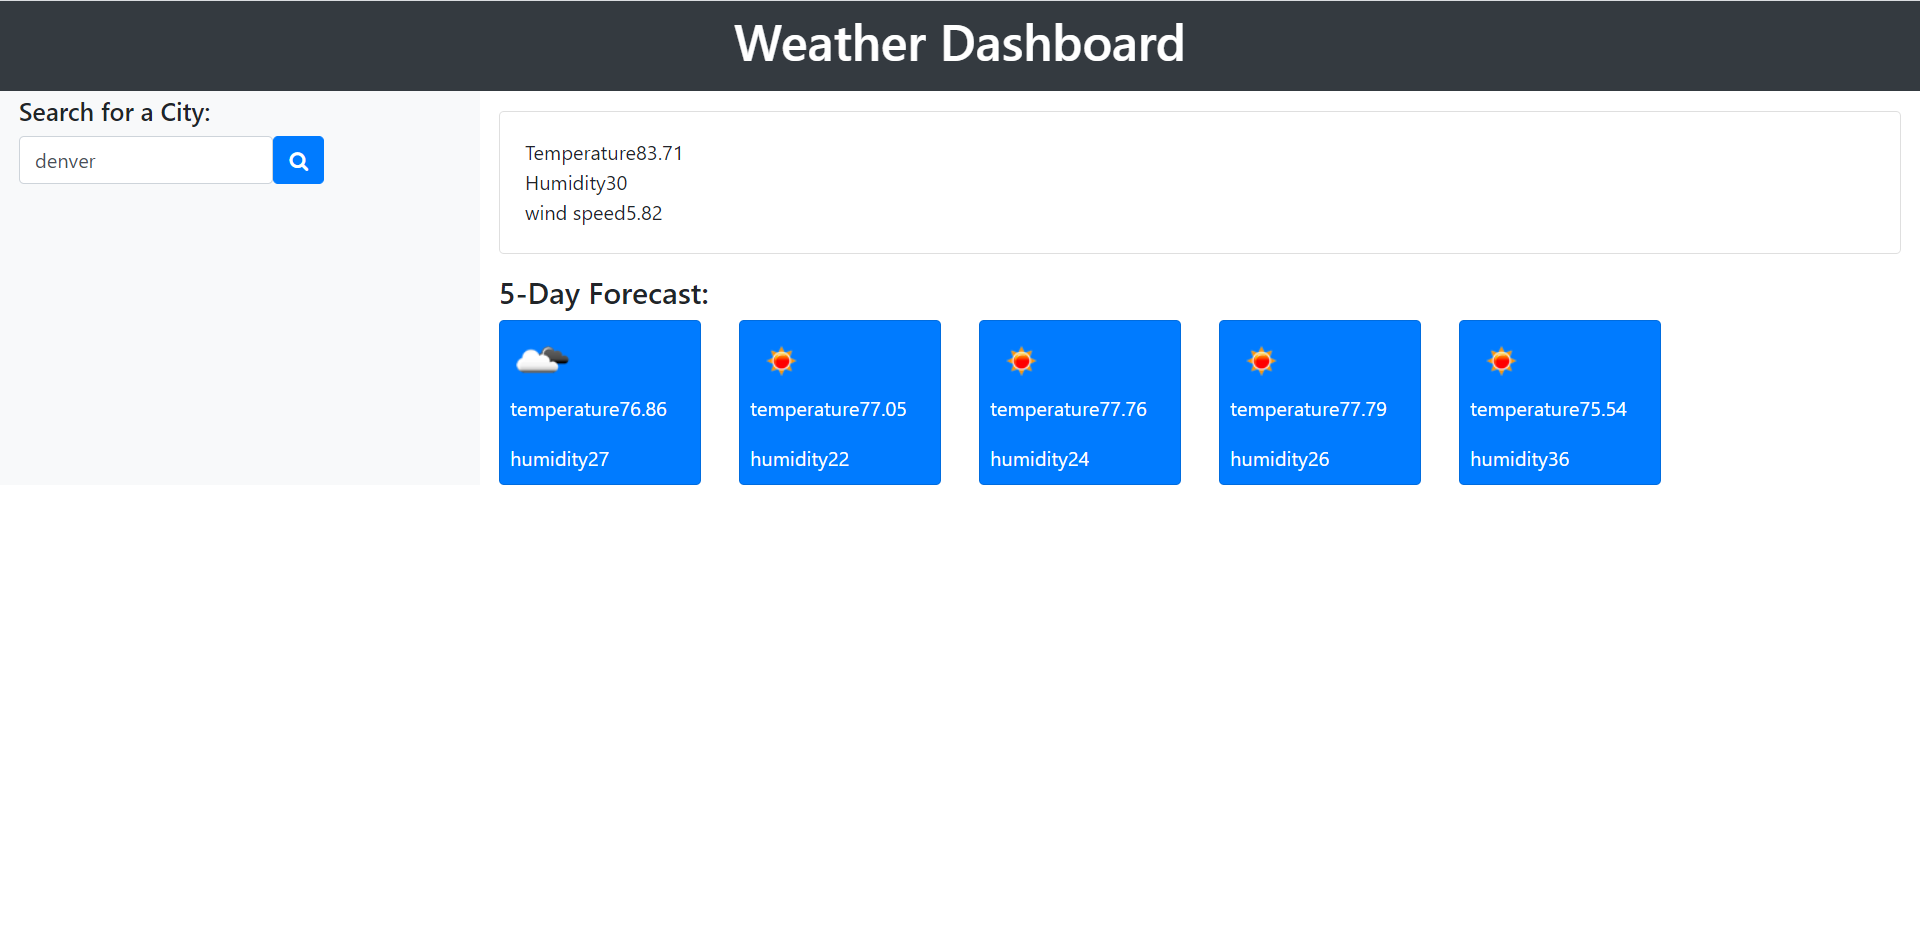 Weather Dashboard
Search for a City:
denver
Temperature83.71
Humidity30
wind speed5.82
5-Day Forecast:
temperature76.86
humidity27
temperature77.05
humidity22
temperature77.76
humidity24
temperature77.79
humidity26
temperature75.54
humidity36